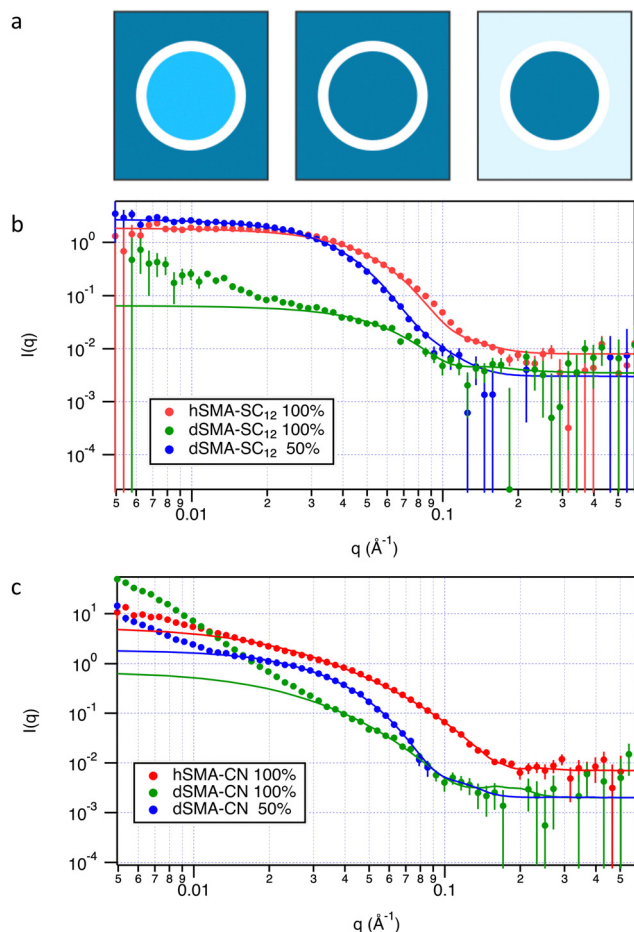 a
b
10⁰
10⁻¹
10⁻²
10⁻³
10⁻⁴
I(q)
hSMA-SC₁₂ 100%
dSMA-SC₁₂ 100%
dSMA-SC₁₂ 50%
5 6 7 8 9 2 3 4 5 6 7 8 9 2 3 4 5
0.01 0.1
q (Å⁻¹)
c
10¹
10⁰
10⁻¹
10⁻²
10⁻³
10⁻⁴
I(q)
hSMA-CN 100%
dSMA-CN 100%
dSMA-CN 50%
5 6 7 8 9 2 3 4 5 6 7 8 9 2 3 4 5
0.01 0.1
q (Å⁻¹)